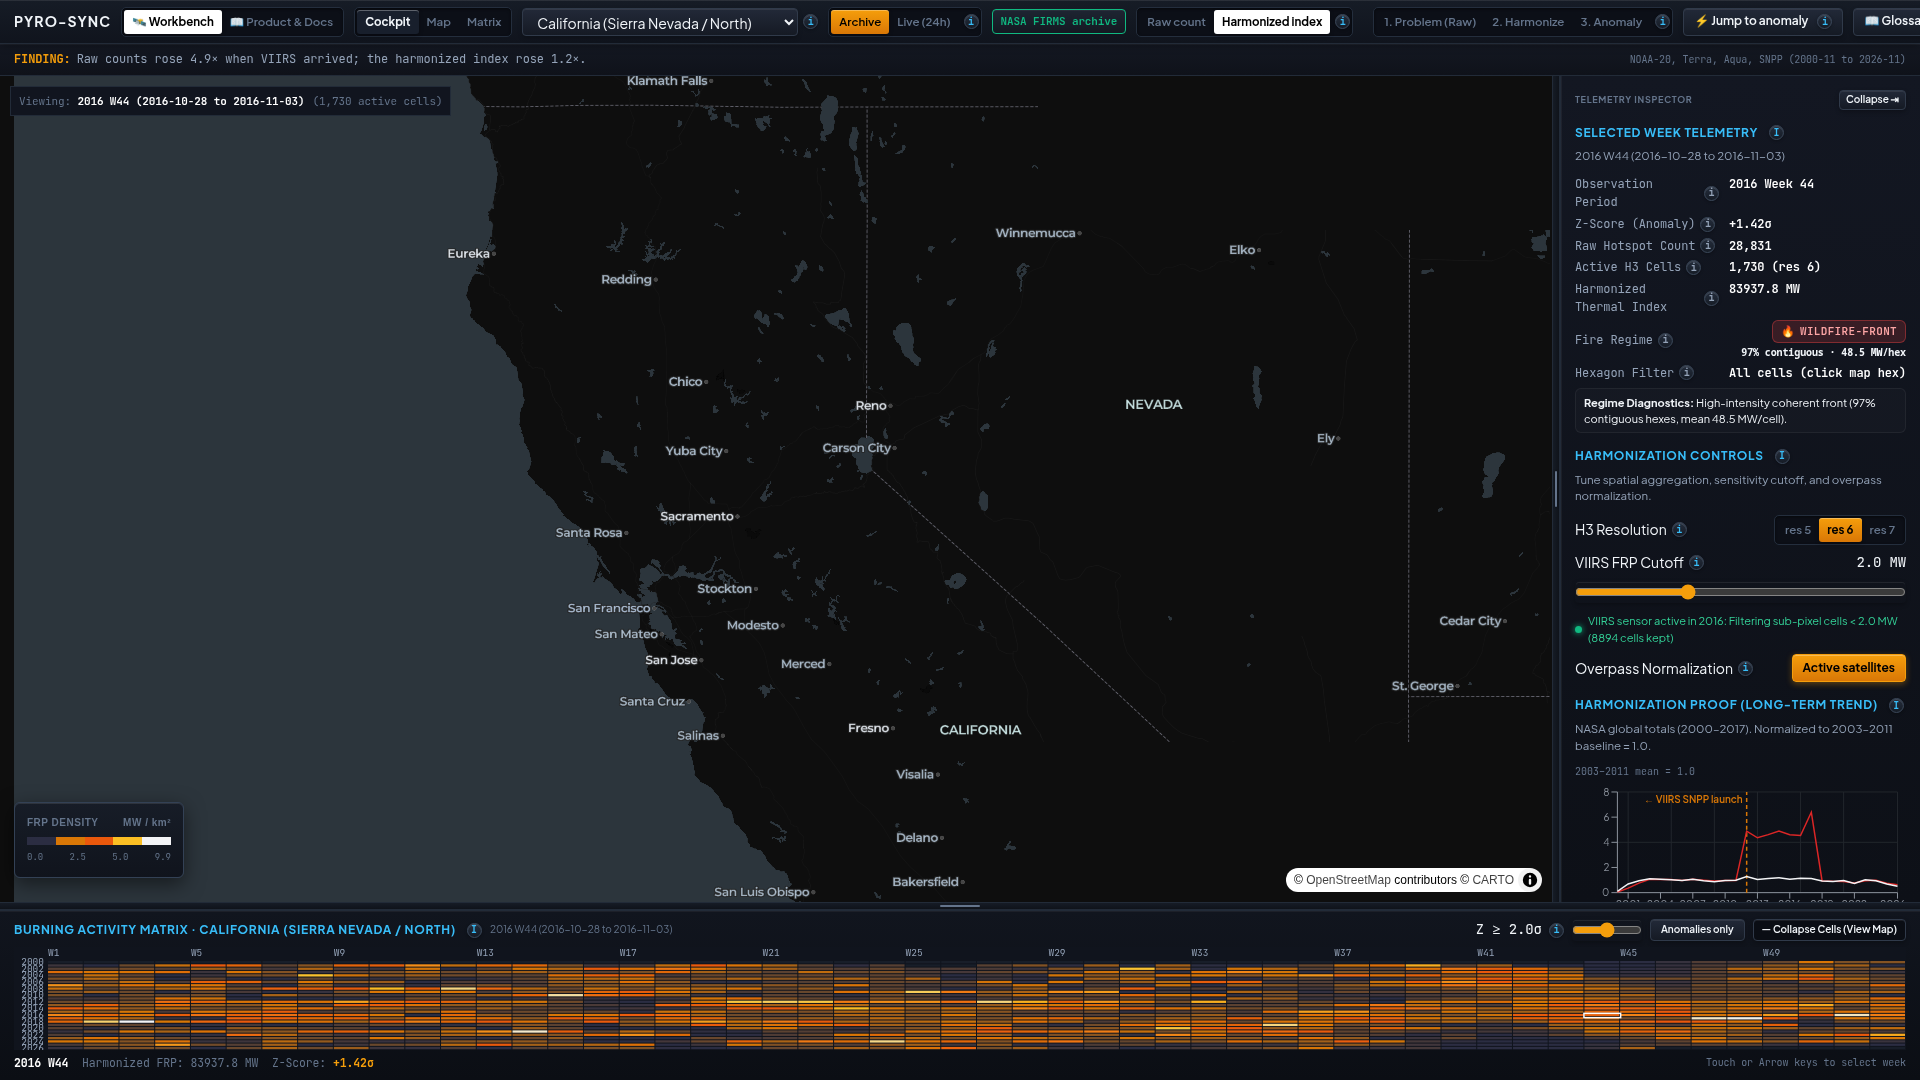 PYRO-SYNC
Workbench
Product & Docs
Cockpit
Map
Matrix
California (Sierra Nevada / North)
Archive
Live (24h)
NASA FIRMS archive
Raw count
Harmonized index
1. Problem (Raw)
2. Harmonize
3. Anomaly
Jump to anomaly
Glossa
FINDING: Raw counts rose 4.9× when VIIRS arrived; the harmonized index rose 1.2×.
NOAA-20, Terra, Aqua, SNPP (2000-11 to 2026-11)
Viewing: 2016 W44 (2016-10-28 to 2016-11-03) (1,730 active cells)
Klamath Falls
Eureka
Redding
Winnemucca
Elko
Chico
Reno
NEVADA
Yuba City
Carson City
Ely
Sacramento
Santa Rosa
Stockton
San Francisco
Modesto
Cedar City
San Mateo
San Jose
Merced
Santa Cruz
St. George
Salinas
Fresno
CALIFORNIA
Visalia
Delano
Bakersfield
San Luis Obispo
FRP DENSITY MW / km²
0.0 2.5 5.0 9.9
© OpenStreetMap contributors © CARTO
TELEMETRY INSPECTOR
Collapse
SELECTED WEEK TELEMETRY
2016 W44 (2016-10-28 to 2016-11-03)
Observation Period
2016 Week 44
Z-Score (Anomaly)
+1.42σ
Raw Hotspot Count
28,831
Active H3 Cells
1,730 (res 6)
Harmonized Thermal Index
83937.8 MW
Fire Regime
WILDFIRE-FRONT
97% contiguous · 48.5 MW/hex
Hexagon Filter
All cells (click map hex)
Regime Diagnostics: High-intensity coherent front (97%
contiguous hexes, mean 48.5 MW/cell).
HARMONIZATION CONTROLS
Tune spatial aggregation, sensitivity cutoff, and overpass
normalization.
H3 Resolution
res 5
res 6
res 7
VIIRS FRP Cutoff
2.0 MW
VIIRS sensor active in 2016: Filtering sub-pixel cells < 2.0 MW
(8894 cells kept)
Overpass Normalization
Active satellites
HARMONIZATION PROOF (LONG-TERM TREND)
NASA global totals (2000–2017). Normalized to 2003–2011
baseline = 1.0.
2003-2011 mean = 1.0
← VIIRS SNPP launch
8
6
4
2
0
BURNING ACTIVITY MATRIX · CALIFORNIA (SIERRA NEVADA / NORTH)
2016 W44 (2016-10-28 to 2016-11-03)
Z ≥ 2.0σ
Anomalies only
— Collapse Cells (View Map)
W1 W5 W9 W13 W17 W21 W25 W29 W33 W37 W41 W45 W49
2016 W44 Harmonized FRP: 83937.8 MW Z-Score: +1.42σ
Touch or Arrow keys to select week